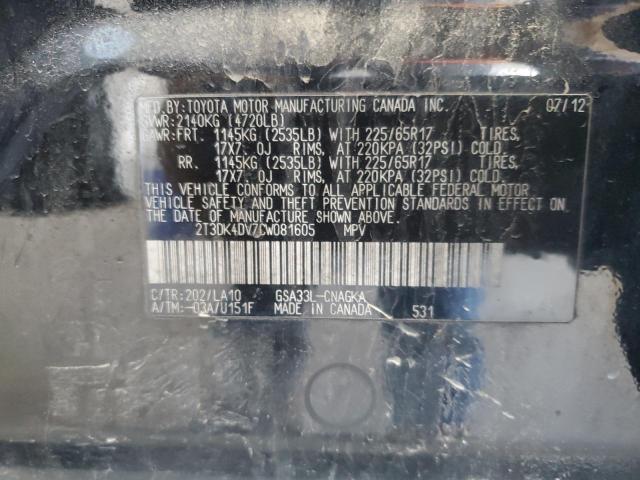 MFD.BY:TOYOTA MOTOR MANUFACTURING CANADA INC. 07/12
GVWR:2140KG (4720LB)
GAWR:FRT. 1145KG (2535LB) WITH 225/65R17 TIRES,
17X7.0J RIMS, AT 220KPA (32PSI) COLD.
RR. 1145KG (2535LB) WITH 225/65R17 TIRES,
17X7.0J RIMS, AT 220KPA (32PSI) COLD.
THIS VEHICLE CONFORMS TO ALL APPLICABLE FEDERAL MOTOR
VEHICLE SAFETY AND THEFT PREVENTION STANDARDS IN EFFECT ON
THE DATE OF MANUFACTURE SHOWN ABOVE.
2T3DK4DV7CW081605 MPV
C/TR:202/LA10 GSA33L-CNAGKA
A/TM:-03A/U151F MADE IN CANADA 531